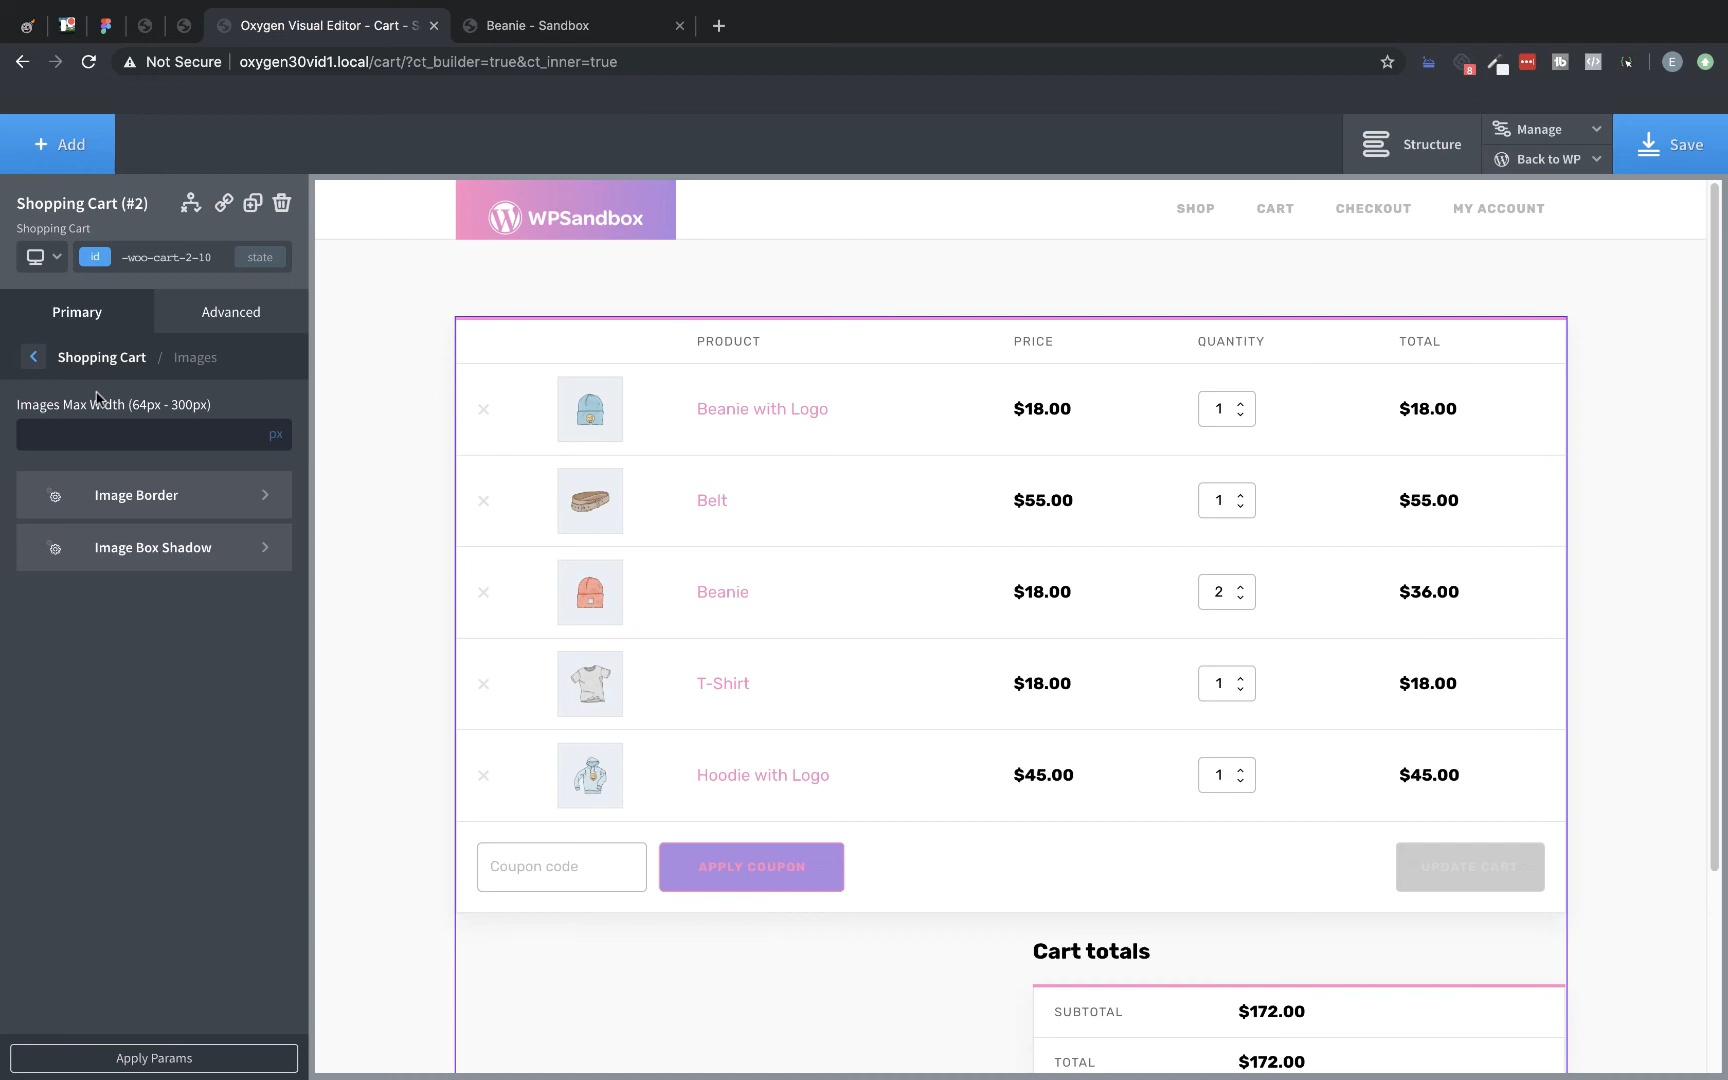 Oxygen Visual Editor - Cart - S
Beanie - Sandbox
Not Secure
oxygen30vid1.local/cart/?ct_builder=true&ct_inner=true
8
1b
E
+ Add
Structure
Manage
Back to WP
Save
Shopping Cart (#2)
Shopping Cart
id
-woo-cart-2-10
state
Primary
Advanced
Shopping Cart / Images
Images Max Width (64px - 300px)
px
Image Border
Image Box Shadow
Apply Params
WPSandbox
SHOP
CART
CHECKOUT
MY ACCOUNT
PRODUCT PRICE QUANTITY TOTAL
Beanie with Logo $18.00 1 $18.00
Belt $55.00 1 $55.00
Beanie $18.00 2 $36.00
T-Shirt $18.00 1 $18.00
Hoodie with Logo $45.00 1 $45.00
Coupon code
APPLY COUPON
UPDATE CART
Cart totals
SUBTOTAL $172.00
TOTAL $172.00